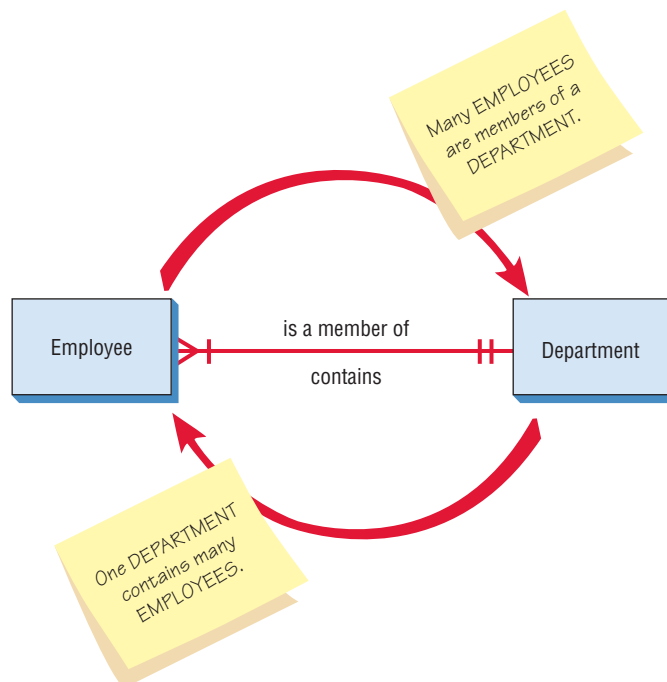 Many EMPLOYEES
are members of a
DEPARTMENT.
Employee
is a member of
contains
Department
One DEPARTMENT
contains many
EMPLOYEES.